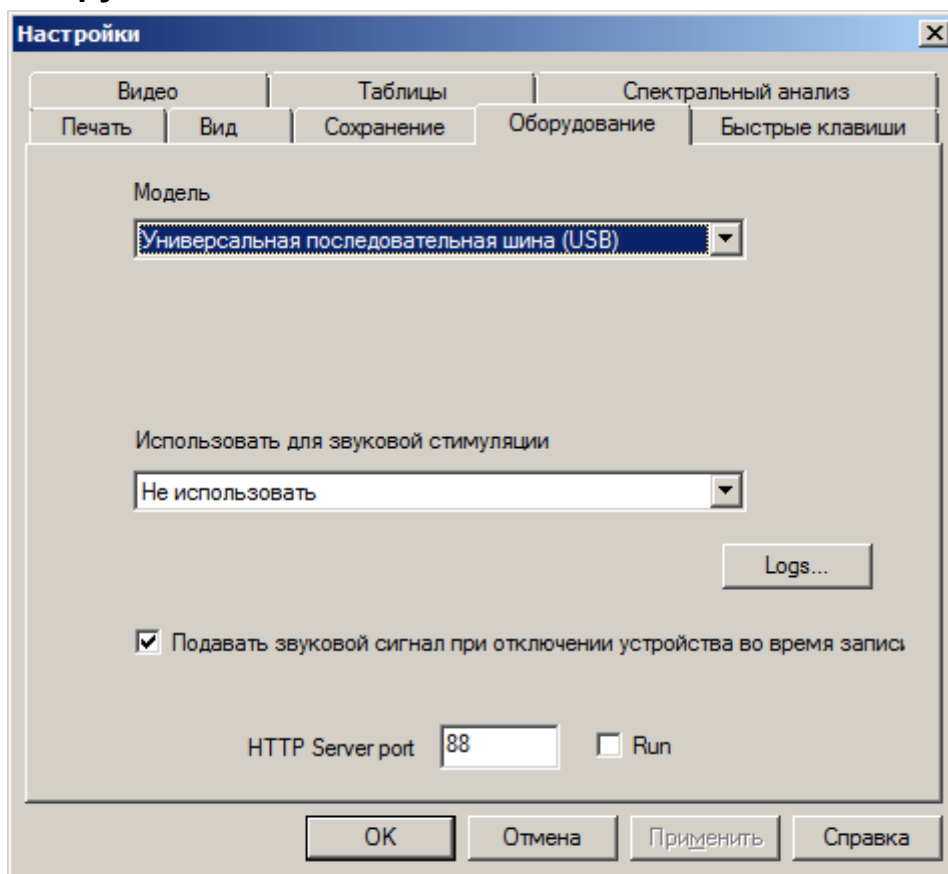 Настройки
Видео Таблицы Спектральный анализ
Печать Вид Сохранение Оборудование Быстрые клавиши
Модель
Универсальная последовательная шина (USB)
Использовать для звуковой стимуляции
Не использовать
Logs...
Подавать звуковой сигнал при отключении устройства во время записи
HTTP Server port 88 Run
OK Отмена Применить Справка